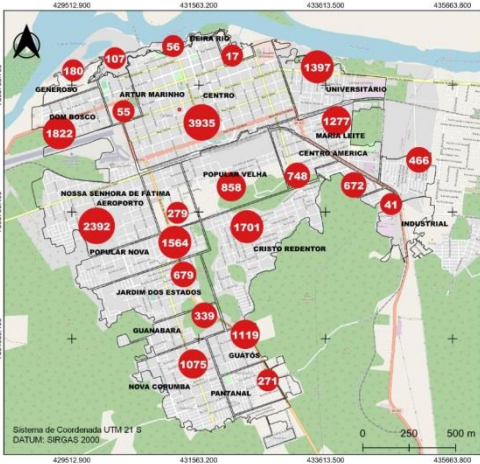 429512.900 431563.200 433613.500 435663.800
BEIRA RIO
56
17
107
180
1397
GENEROSO
ARTUR MARINHO
CENTRO
UNIVERSITÁRIO
DOM BOSCO
55
3935
1277
1822
MARIA LEITE
CENTRO AMERICA
466
POPULAR VELHA
748
858
672
NOSSA SENHORA DE FÁTIMA
AEROPORTO
279
41
2392
1701
INDUSTRIAL
1564
POPULAR NOVA
CRISTO REDENTOR
679
JARDIM DOS ESTADOS
339
GUANABARA
1119
GUATÓS
1075
271
NOVA CORUMBA
PANTANAL
Sistema de Coordenada UTM 21 S
DATUM: SIRGAS 2000
0 250 500 m
429512.900 431563.200 433613.500 435663.800